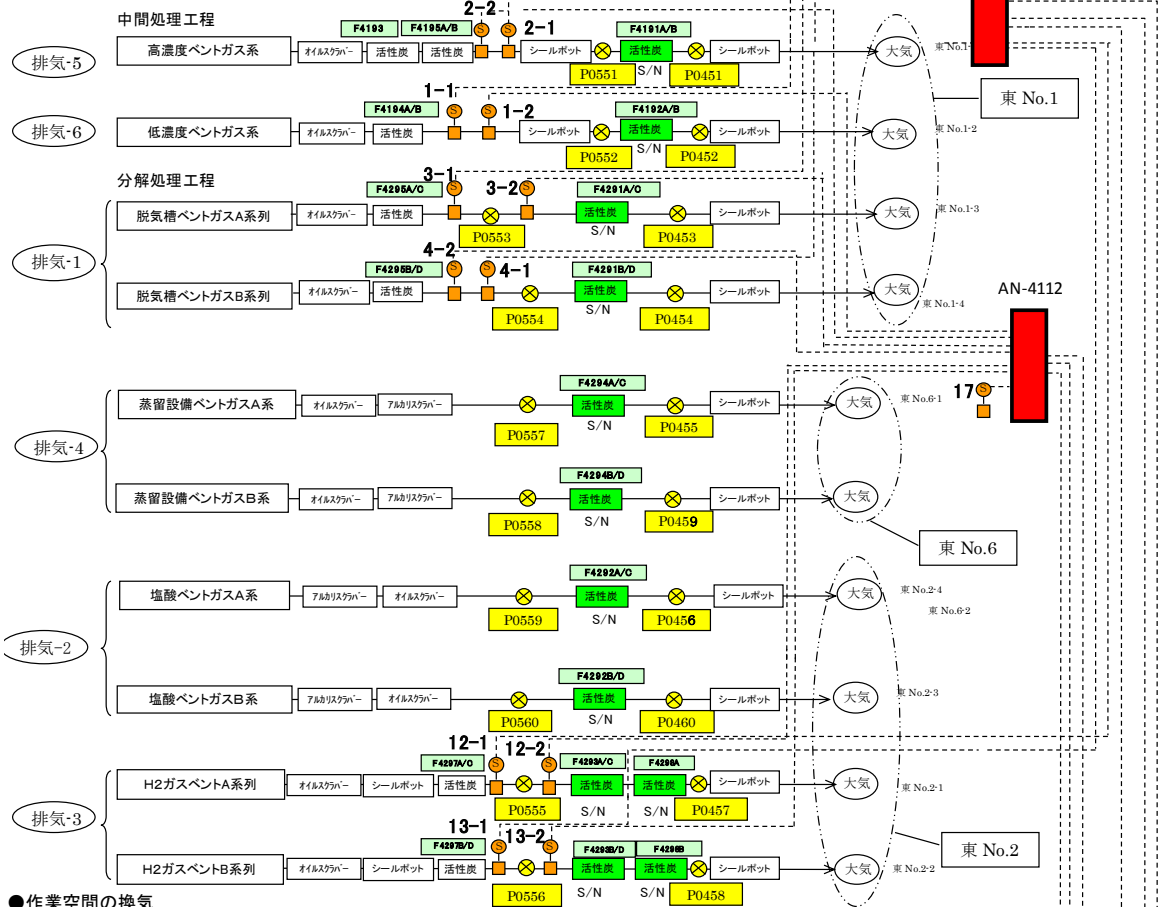 中間処理工程
2-2
F4193
F4195A/B
2-1
F4191A/B
排気-5
高濃度ベントガス系
オイルスクラバー
活性炭
活性炭
S
S
シールポット
活性炭
シールポット
大気
東 No.1-
P0551
S/N
P0451
東 No.1
1-1
F4194A/B
1-2
F4192A/B
排気-6
低濃度ベントガス系
オイルスクラバー
活性炭
S
S
シールポット
活性炭
シールポット
大気
東 No.1-2
P0552
S/N
P0452
分解処理工程
3-1
F4295A/C
3-2
F4291A/C
脱気槽ベントガスA系列
オイルスクラバー
活性炭
S
S
活性炭
シールポット
大気
東 No.1-3
P0553
S/N
P0453
排気-1
4-2
F4295B/D
4-1
F4291B/D
脱気槽ベントガスB系列
オイルスクラバー
活性炭
S
S
活性炭
シールポット
大気
東 No.1-4
P0554
S/N
P0454
AN-4112
17
S
F4294A/C
蒸留設備ベントガスA系
オイルスクラバー
アルカリスクラバー
活性炭
シールポット
大気
東 No.6-1
P0557
S/N
P0455
排気-4
F4294B/D
蒸留設備ベントガスB系
オイルスクラバー
アルカリスクラバー
活性炭
シールポット
大気
P0558
S/N
P0459
東 No.6
F4292A/C
塩酸ベントガスA系
アルカリスクラバー
オイルスクラバー
活性炭
シールポット
大気
東 No.2-4
東 No.6-2
P0559
S/N
P0456
排気-2
F4292B/D
塩酸ベントガスB系
アルカリスクラバー
オイルスクラバー
活性炭
シールポット
大気
東 No.2-3
P0560
S/N
P0460
12-1
12-2
F4297A/C
F4293A/C
F4298A
H2ガスベントA系列
オイルスクラバー
シールポット
活性炭
S
S
活性炭
活性炭
シールポット
大気
東 No.2-1
P0555
S/N
S/N
P0457
排気-3
13-1
13-2
F4297B/D
F4293B/D
F4298B
H2ガスベントB系列
オイルスクラバー
シールポット
活性炭
S
S
活性炭
活性炭
シールポット
大気
東 No.2-2
P0556
S/N
S/N
P0458
東 No.2
●作業空間の換気